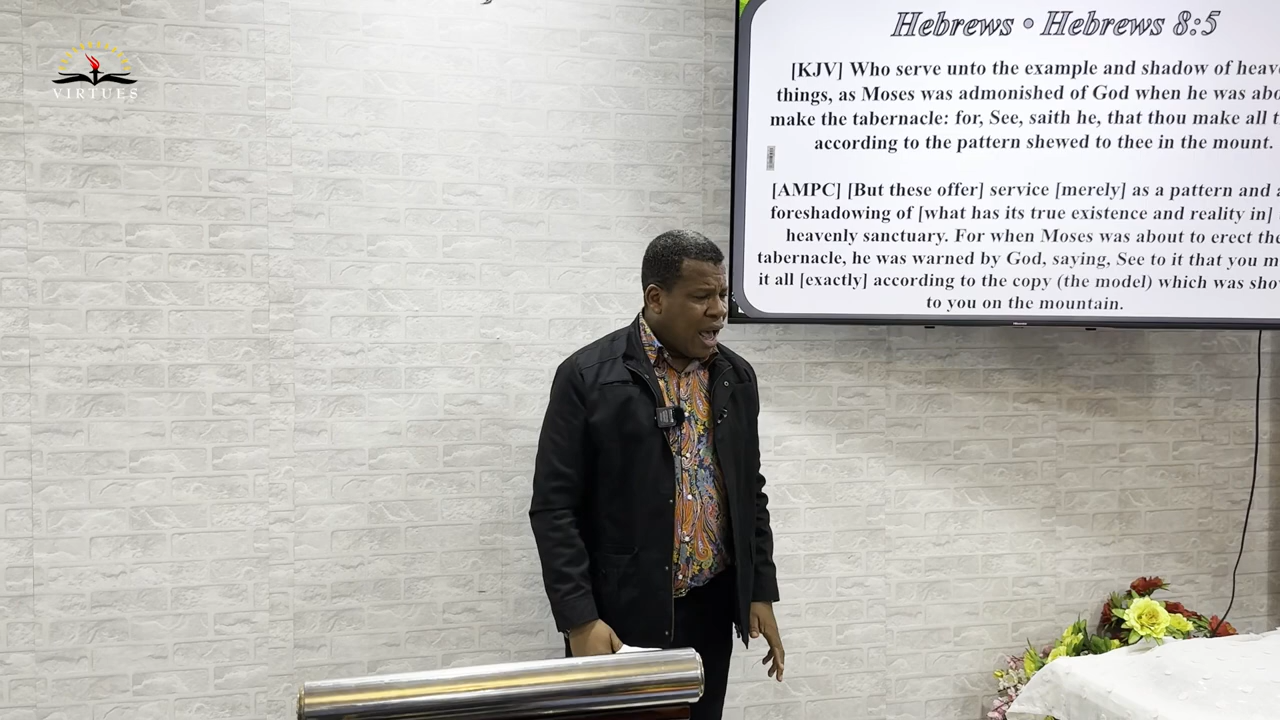 VIRTUES
Hebrews • Hebrews 8:5
[KJV] Who serve unto the example and shadow of
things, as Moses was admonished of God when he was
make the tabernacle: for, See, saith he, that thou make all
according to the pattern shewed to thee in the mount.
[AMPC] [But these offer] service [merely] as a pattern and
foreshadowing of [what has its true existence and reality in]
heavenly sanctuary. For when Moses was about to erect
tabernacle, he was warned by God, saying, See to it that you
it all [exactly] according to the copy (the model) which was
to you on the mountain.